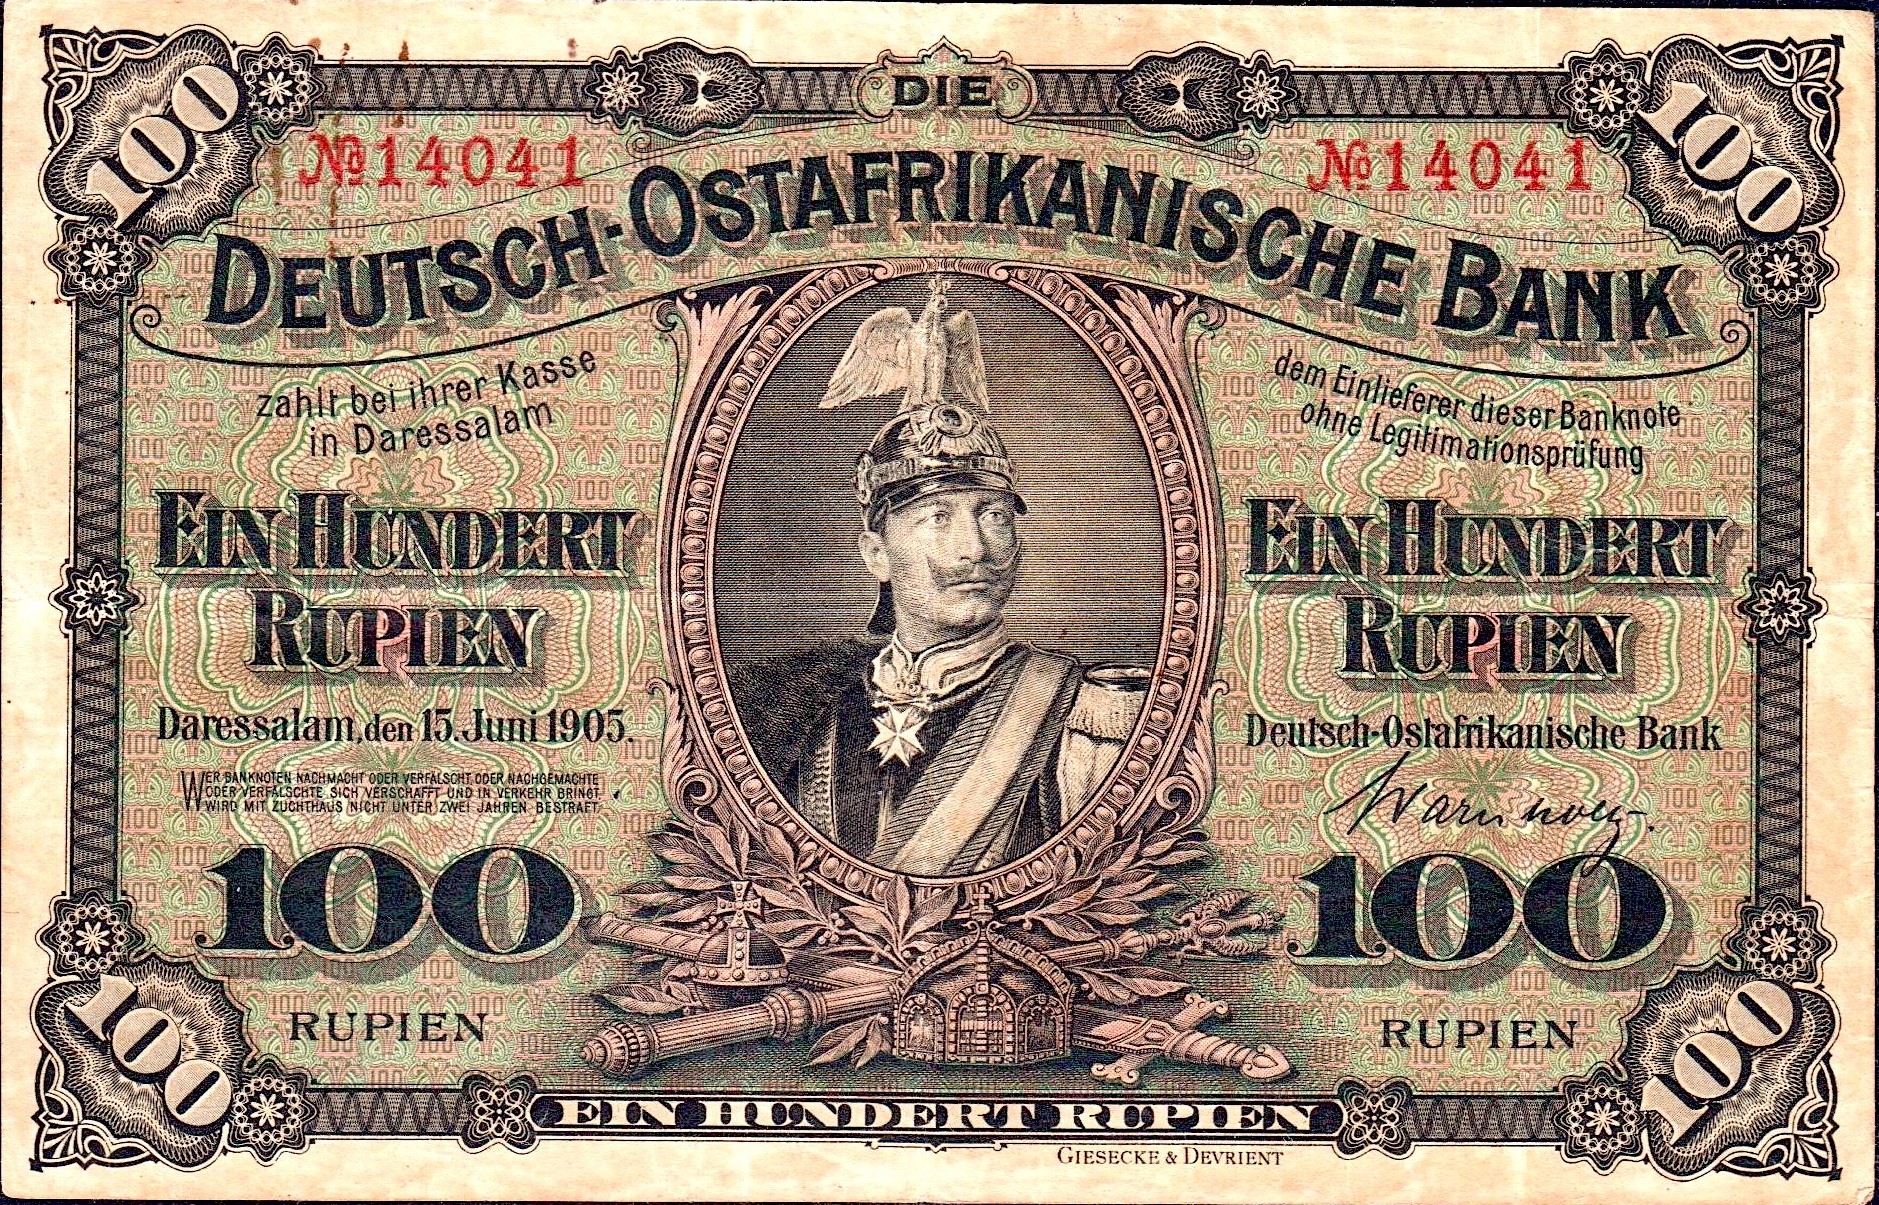 100
DIE
100
№14041
№14041
DEUTSCH-OSTAFRIKANISCHE BANK
zahlt bei ihrer Kasse
in Daressalam
dem Einlieferer dieser Banknote
ohne Legitimationsprüfung
EIN HUNDERT
RUPIEN
EIN HUNDERT
RUPIEN
Daressalam, den 15. Juni 1905.
Deutsch-Ostafrikanische Bank
WER BANKNOTEN NACHMACHT ODER VERFÄLSCHT ODER NACHGEMACHTE
ODER VERFÄLSCHTE SICH VERSCHAFFT UND IN VERKEHR BRINGT,
WIRD MIT ZUCHTHAUS NICHT UNTER ZWEI JAHREN BESTRAFT.
100
RUPIEN
100
RUPIEN
100
EIN HUNDERT RUPIEN
100
GIESECKE & DEVRIENT